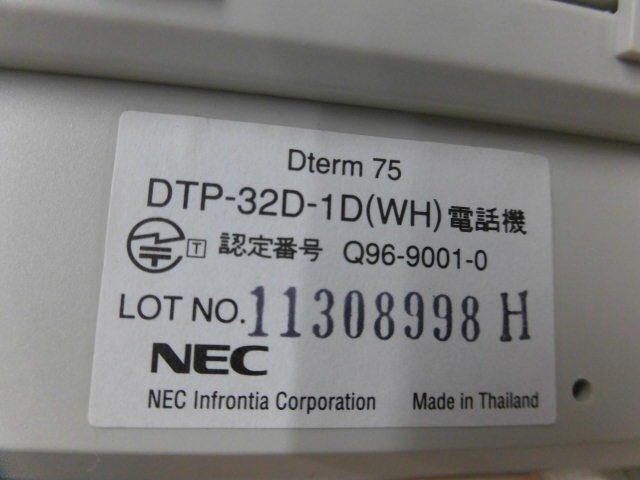 Dterm 75
DTP-32D-1D(WH) 電話機
T 認定番号 Q96-9001-0
LOT NO. 11308998 H
NEC
NEC Infrontia Corporation Made in Thailand